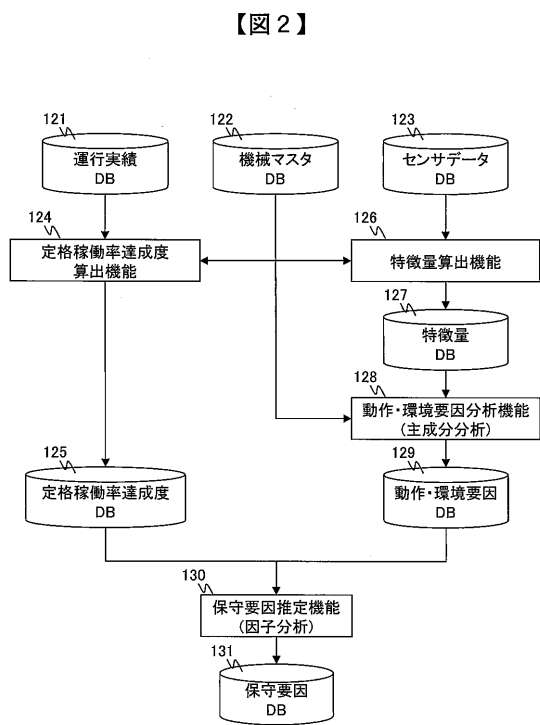 【図２】
121
運行実績
DB
122
機械マスタ
DB
123
センサデータ
DB
124
定格稼働率達成度
算出機能
126
特徴量算出機能
127
特徴量
DB
128
動作・環境要因分析機能
(主成分分析)
125
定格稼働率達成度
DB
129
動作・環境要因
DB
130
保守要因推定機能
(因子分析)
131
保守要因
DB